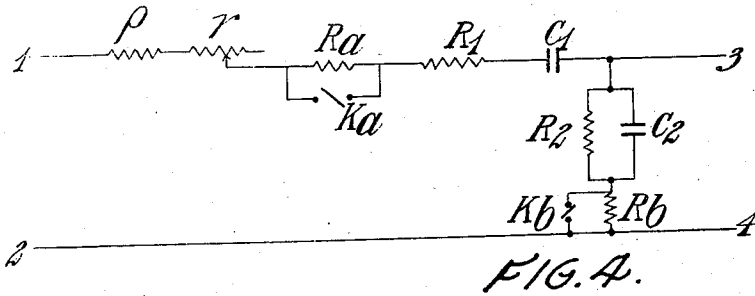 ρ r Ra R1 C1
1 3
Ka
R2 C2
Kb Rb
2 4
FIG. 4.